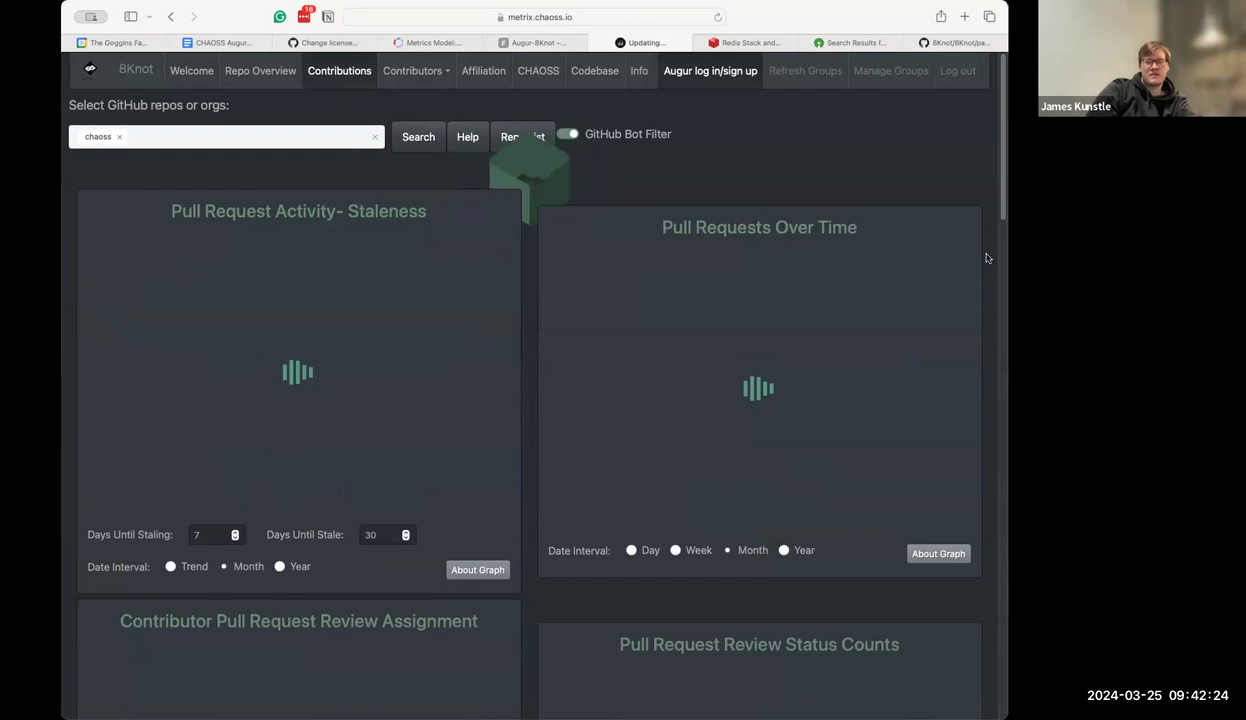 16
metrix.chaoss.io
The Goggins Fa...
CHAOSS Augur...
Change license...
Metrics Model:...
Augur-8Knot –...
Updating...
Redis Stack and...
Search Results f...
8Knot/8Knot/pa...
8Knot
Welcome
Repo Overview
Contributions
Contributors
Affiliation
CHAOSS
Codebase
Info
Augur log in/sign up
Refresh Groups
Manage Groups
Log out
Select GitHub repos or orgs:
chaoss ×
×
Search
Help
GitHub Bot Filter
Pull Request Activity- Staleness
Days Until Staling: 7
Days Until Stale: 30
Date Interval: Trend Month Year
About Graph
Pull Requests Over Time
Date Interval: Day Week Month Year
About Graph
Contributor Pull Request Review Assignment
Pull Request Review Status Counts
James Kunstle
2024-03-25 09:42:24